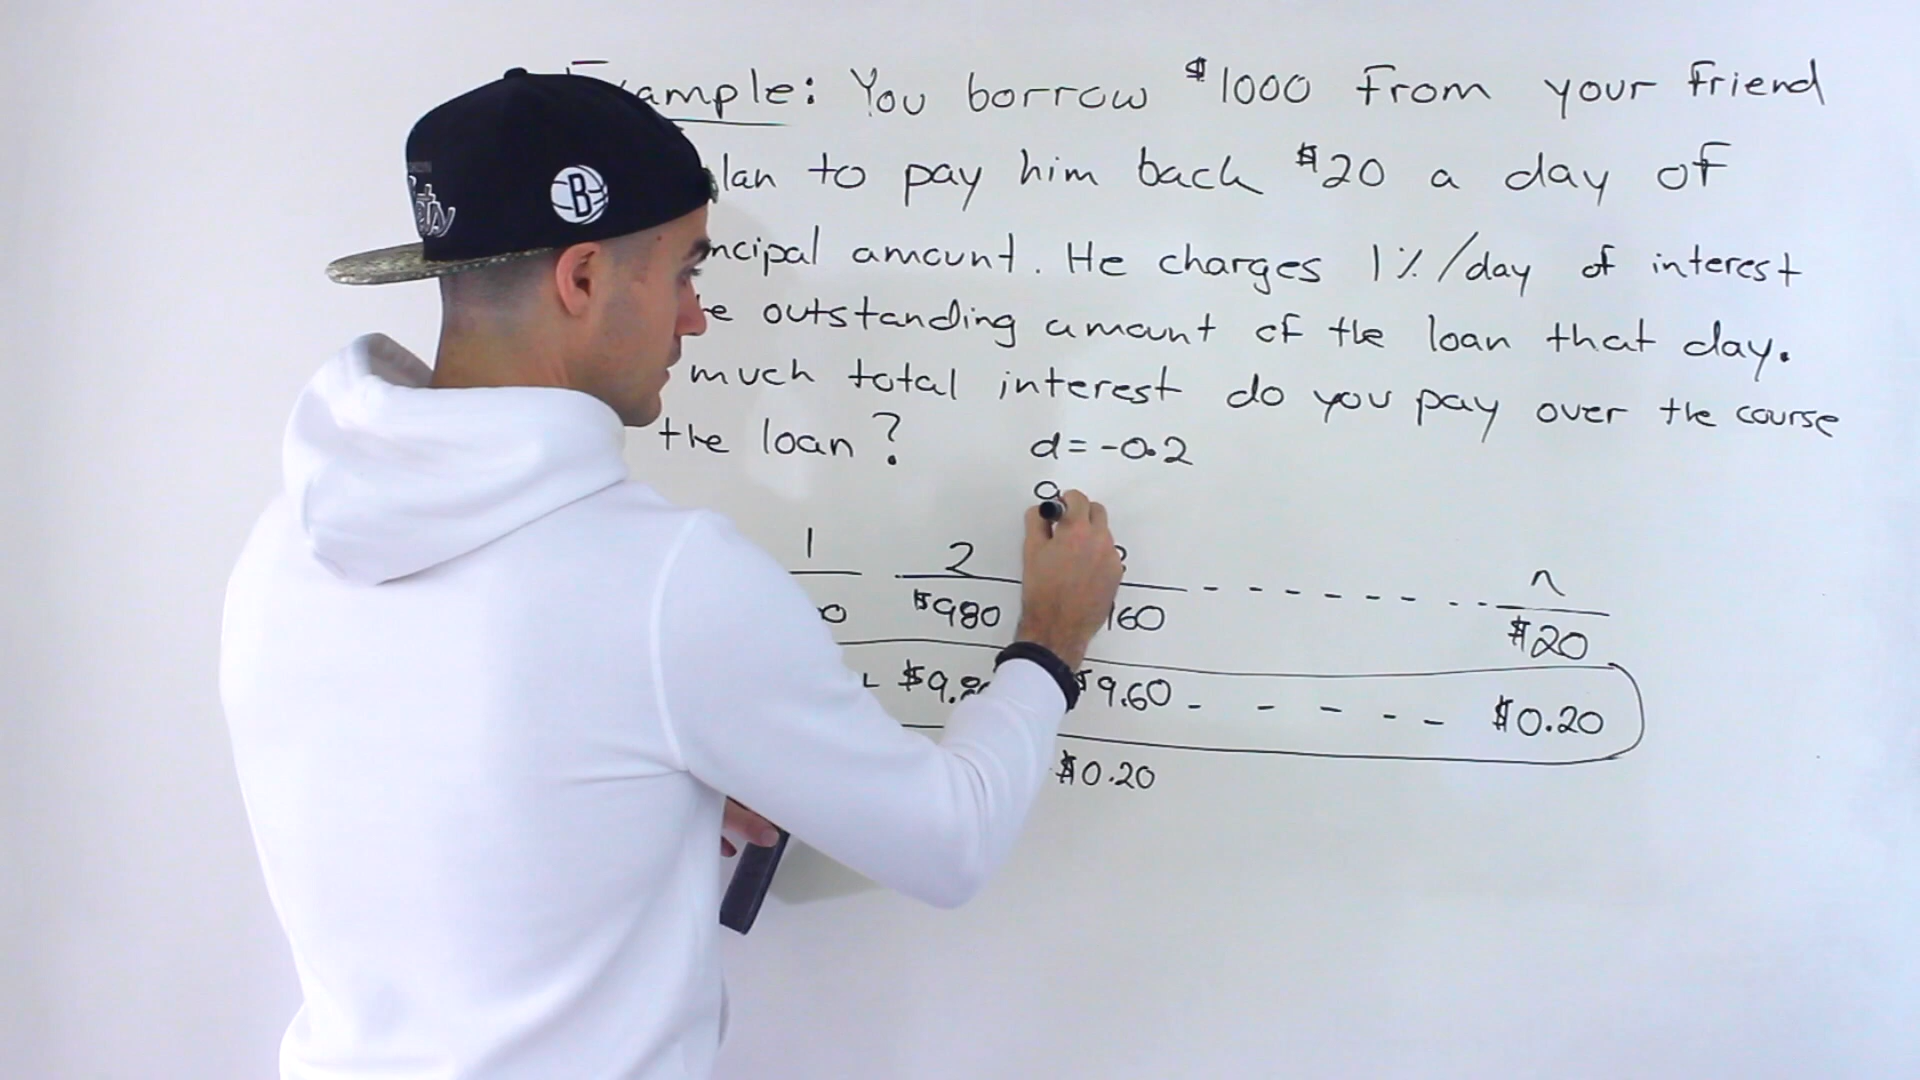 ample: You borrow $1000 from your friend
lan to pay him back $20 a day of
ncipal amount. He charges 1%/day of interest
e outstanding amount of the loan that day.
much total interest do you pay over the course
the loan? d = -0.2
a
1 2 n
0 $980 160 $20
$9.8 $9.60 - - - - - $0.20
$0.20
B